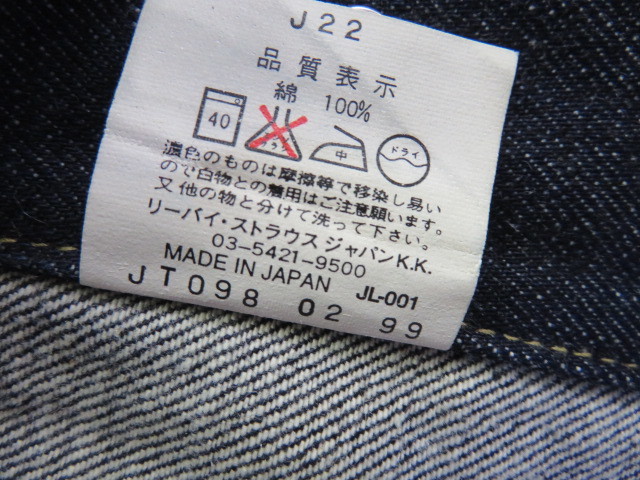 J22
品質表示
綿 100%
40 中 ドライ
濃色のものは摩擦等で移染し易い
ので白物との着用はご注意願います。
又他の物と分けて洗って下さい。
リーバイ・ストラウス ジャパンK.K.
03-5421-9500
MADE IN JAPAN JL-001
JT098 02 99